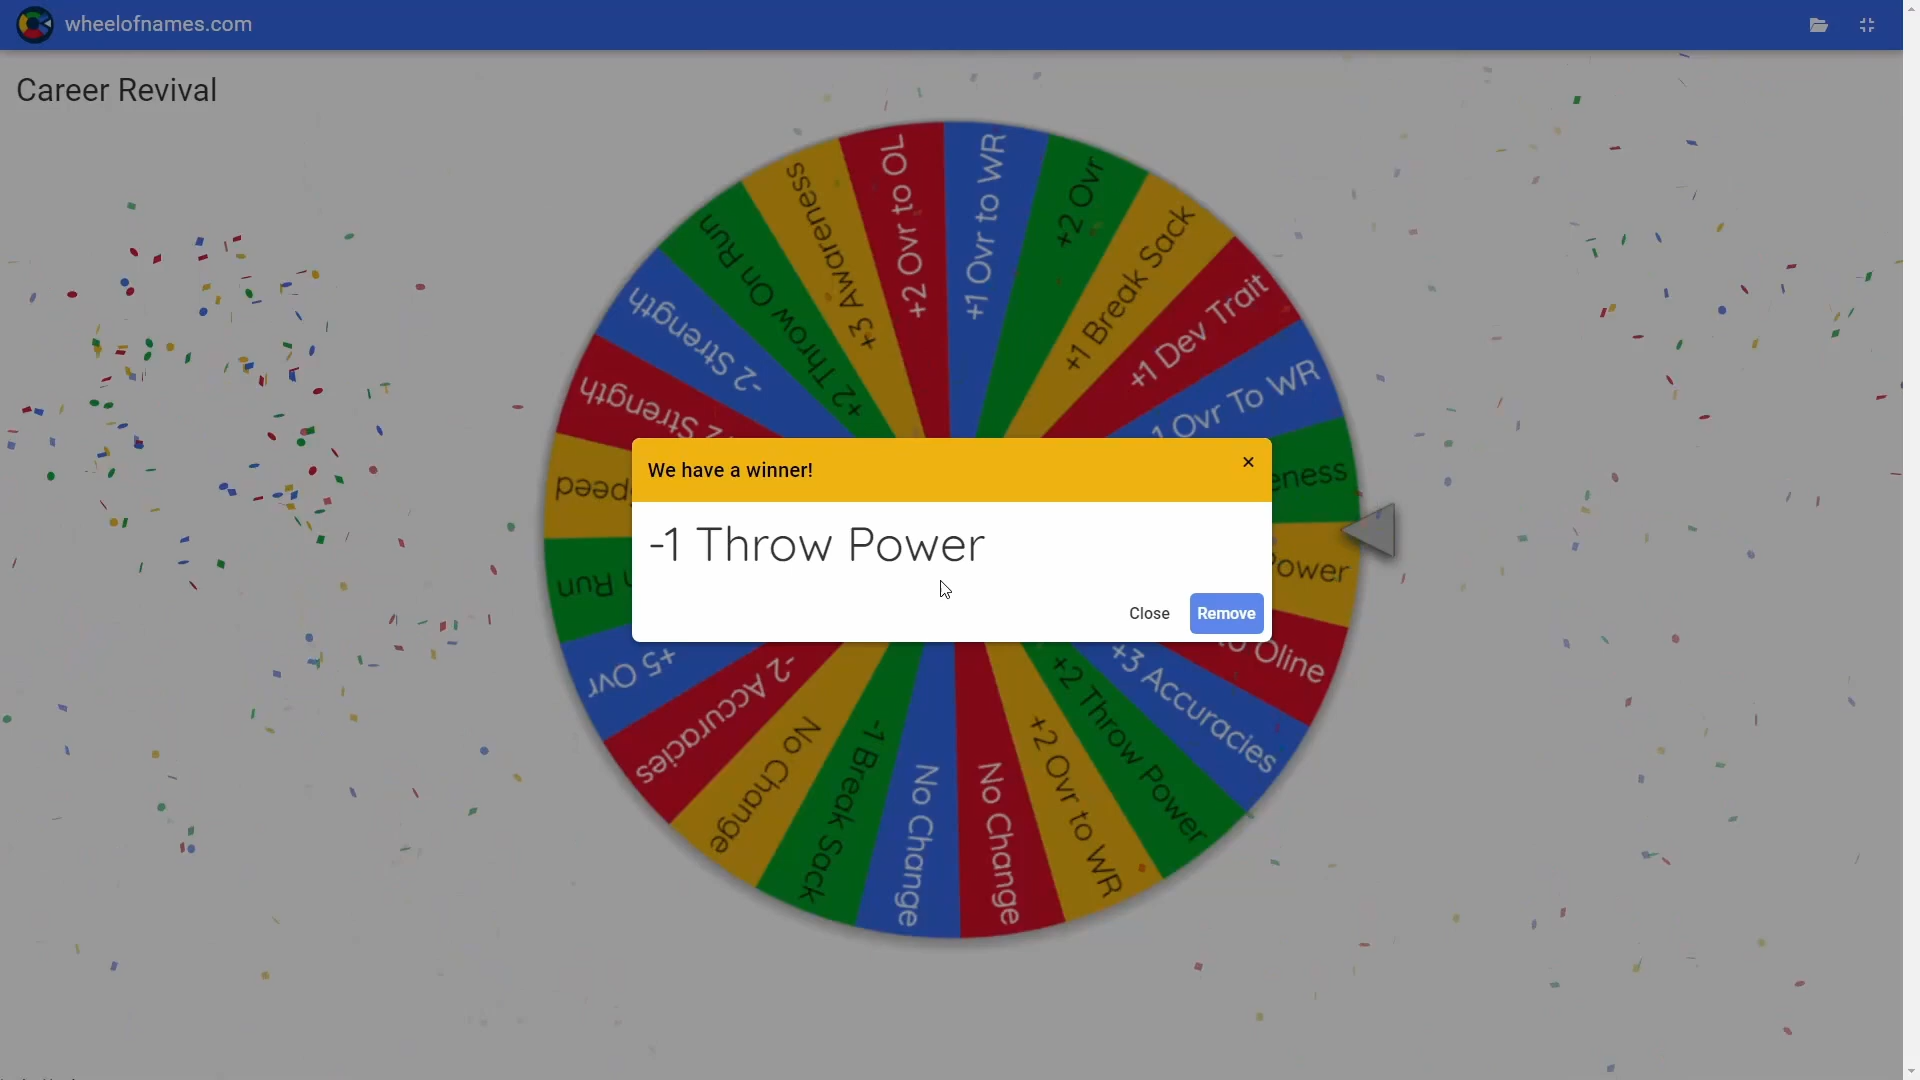 wheelofnames.com
Career Revival
+2 Ovr to OL
+1 Ovr to WR
+2 Ovr
+1 Break Sack
+1 Dev Trait
1 Ovr To WR
+3 Awareness
+2 Throw On Run
-2 Strength
Strength
We have a winner!
×
-1 Throw Power
Close
Remove
Run
Oline
+5 Ovr
-2 Accuracies
No Change
-1 Break Sack
No Change
No Change
+2 Ovr to WR
+2 Throw Power
+3 Accuracies